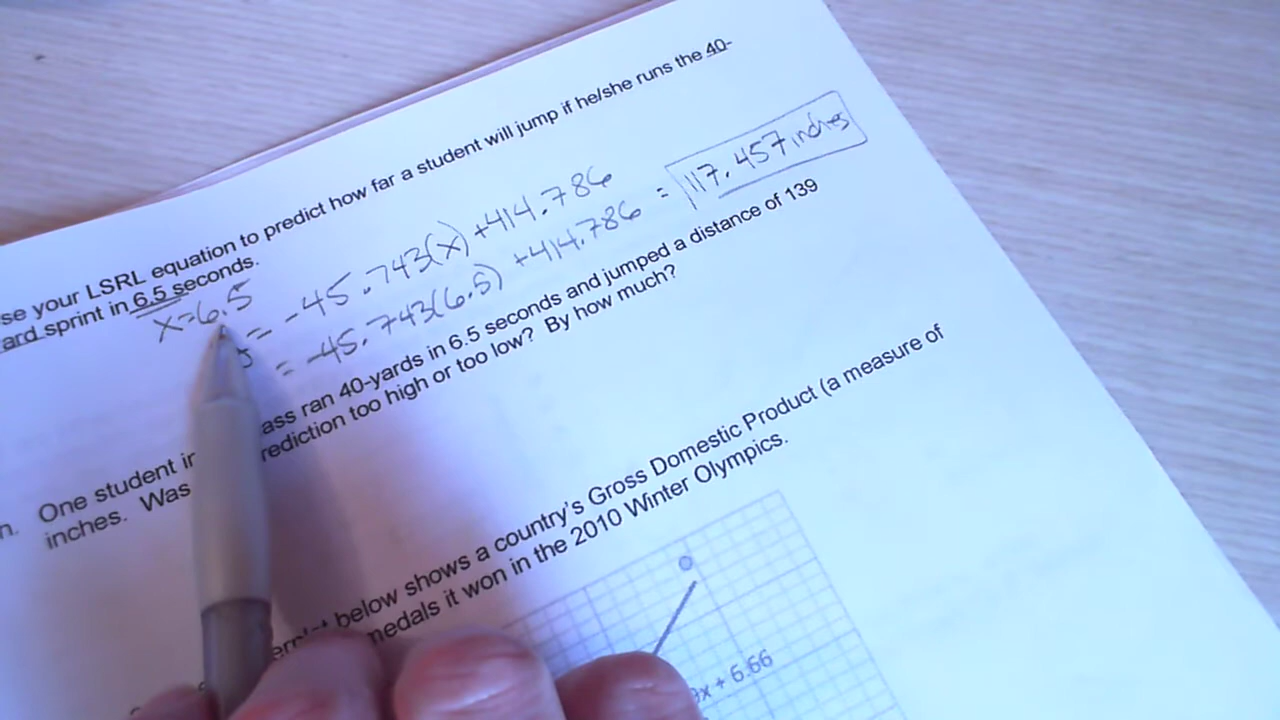 se your LSRL equation to predict how far a student will jump if he/she runs the 40-
ard sprint in 6.5 seconds.
x=6.5
= -45.743(x) +414.786
= -45.743(6.5) +414.786 = 117.457 inches
n. One student in ass ran 40-yards in 6.5 seconds and jumped a distance of 139
inches. Was rediction too high or too low? By how much?
below shows a country's Gross Domestic Product (a measure of
medals it won in the 2010 Winter Olympics.
x + 6.66